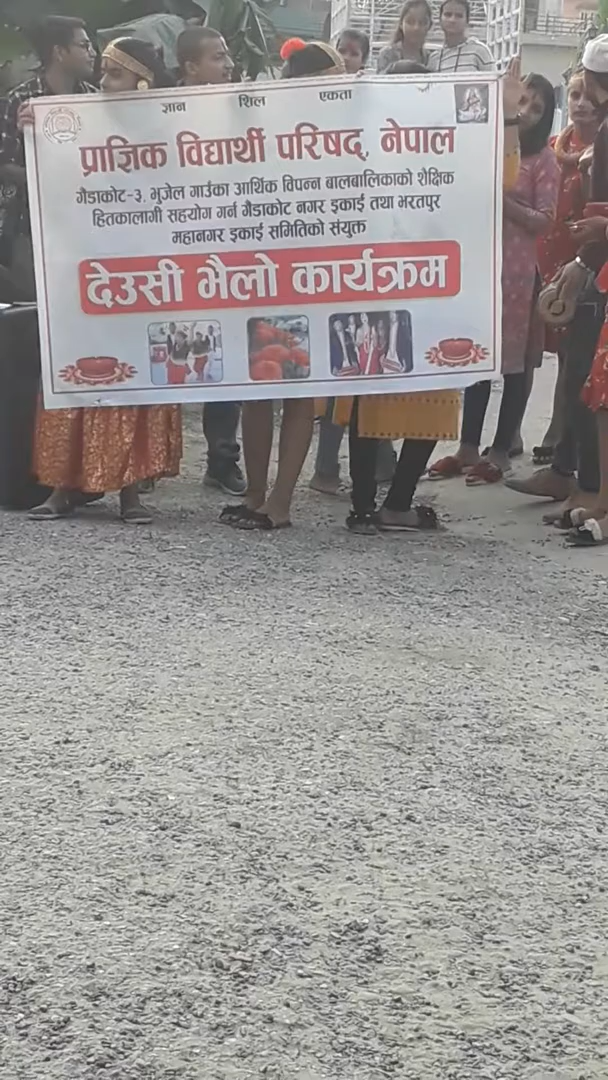 ज्ञान शिल एकता
प्राज्ञिक विद्यार्थी परिषद्, नेपाल
गैडाकोट-३, भुजेल गाउँका आर्थिक विपन्न बालबालिकाको शैक्षिक
हितकालागी सहयोग गर्न गैडाकोट नगर इकाई तथा भरतपुर
महानगर इकाई समितिको संयुक्त
देउसी भैलो कार्यक्रम